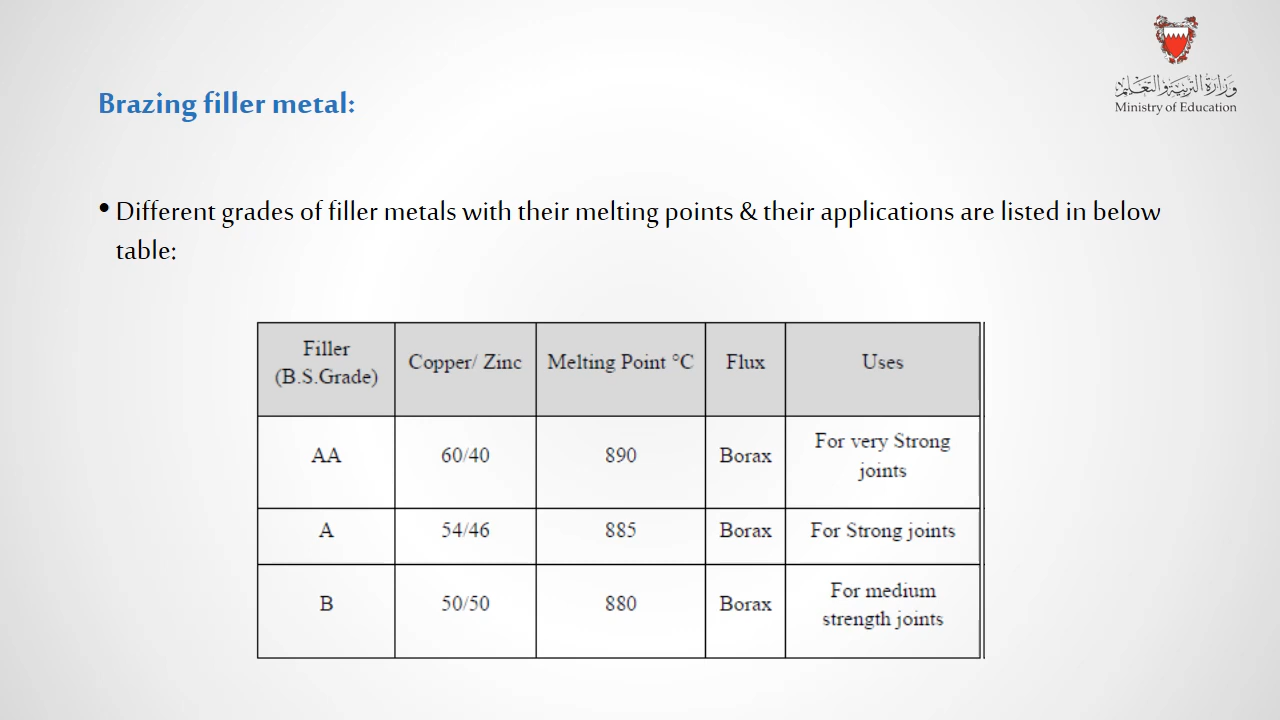 وزارة التربية والتعليم
Ministry of Education
Brazing filler metal:
• Different grades of filler metals with their melting points & their applications are listed in below
table:
Filler
(B.S.Grade)
Copper/ Zinc
Melting Point °C
Flux
Uses
AA
60/40
890
Borax
For very Strong
joints
A
54/46
885
Borax
For Strong joints
B
50/50
880
Borax
For medium
strength joints